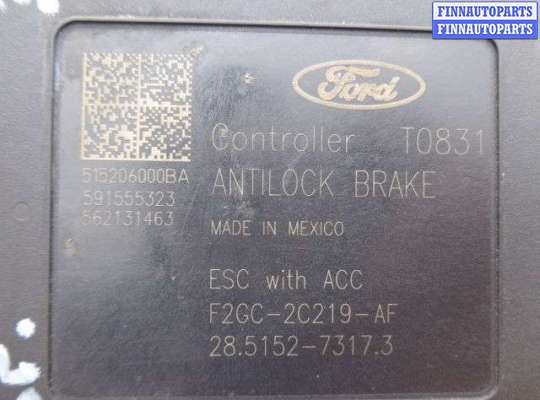 FINNAUTOPARTS
FINNAUTOPARTS
Ford
Controller T0831
515206000BA
591555323
562131463
ANTILOCK BRAKE
MADE IN MEXICO
ESC with ACC
F2GC-2C219-AF
28.5152-7317.3